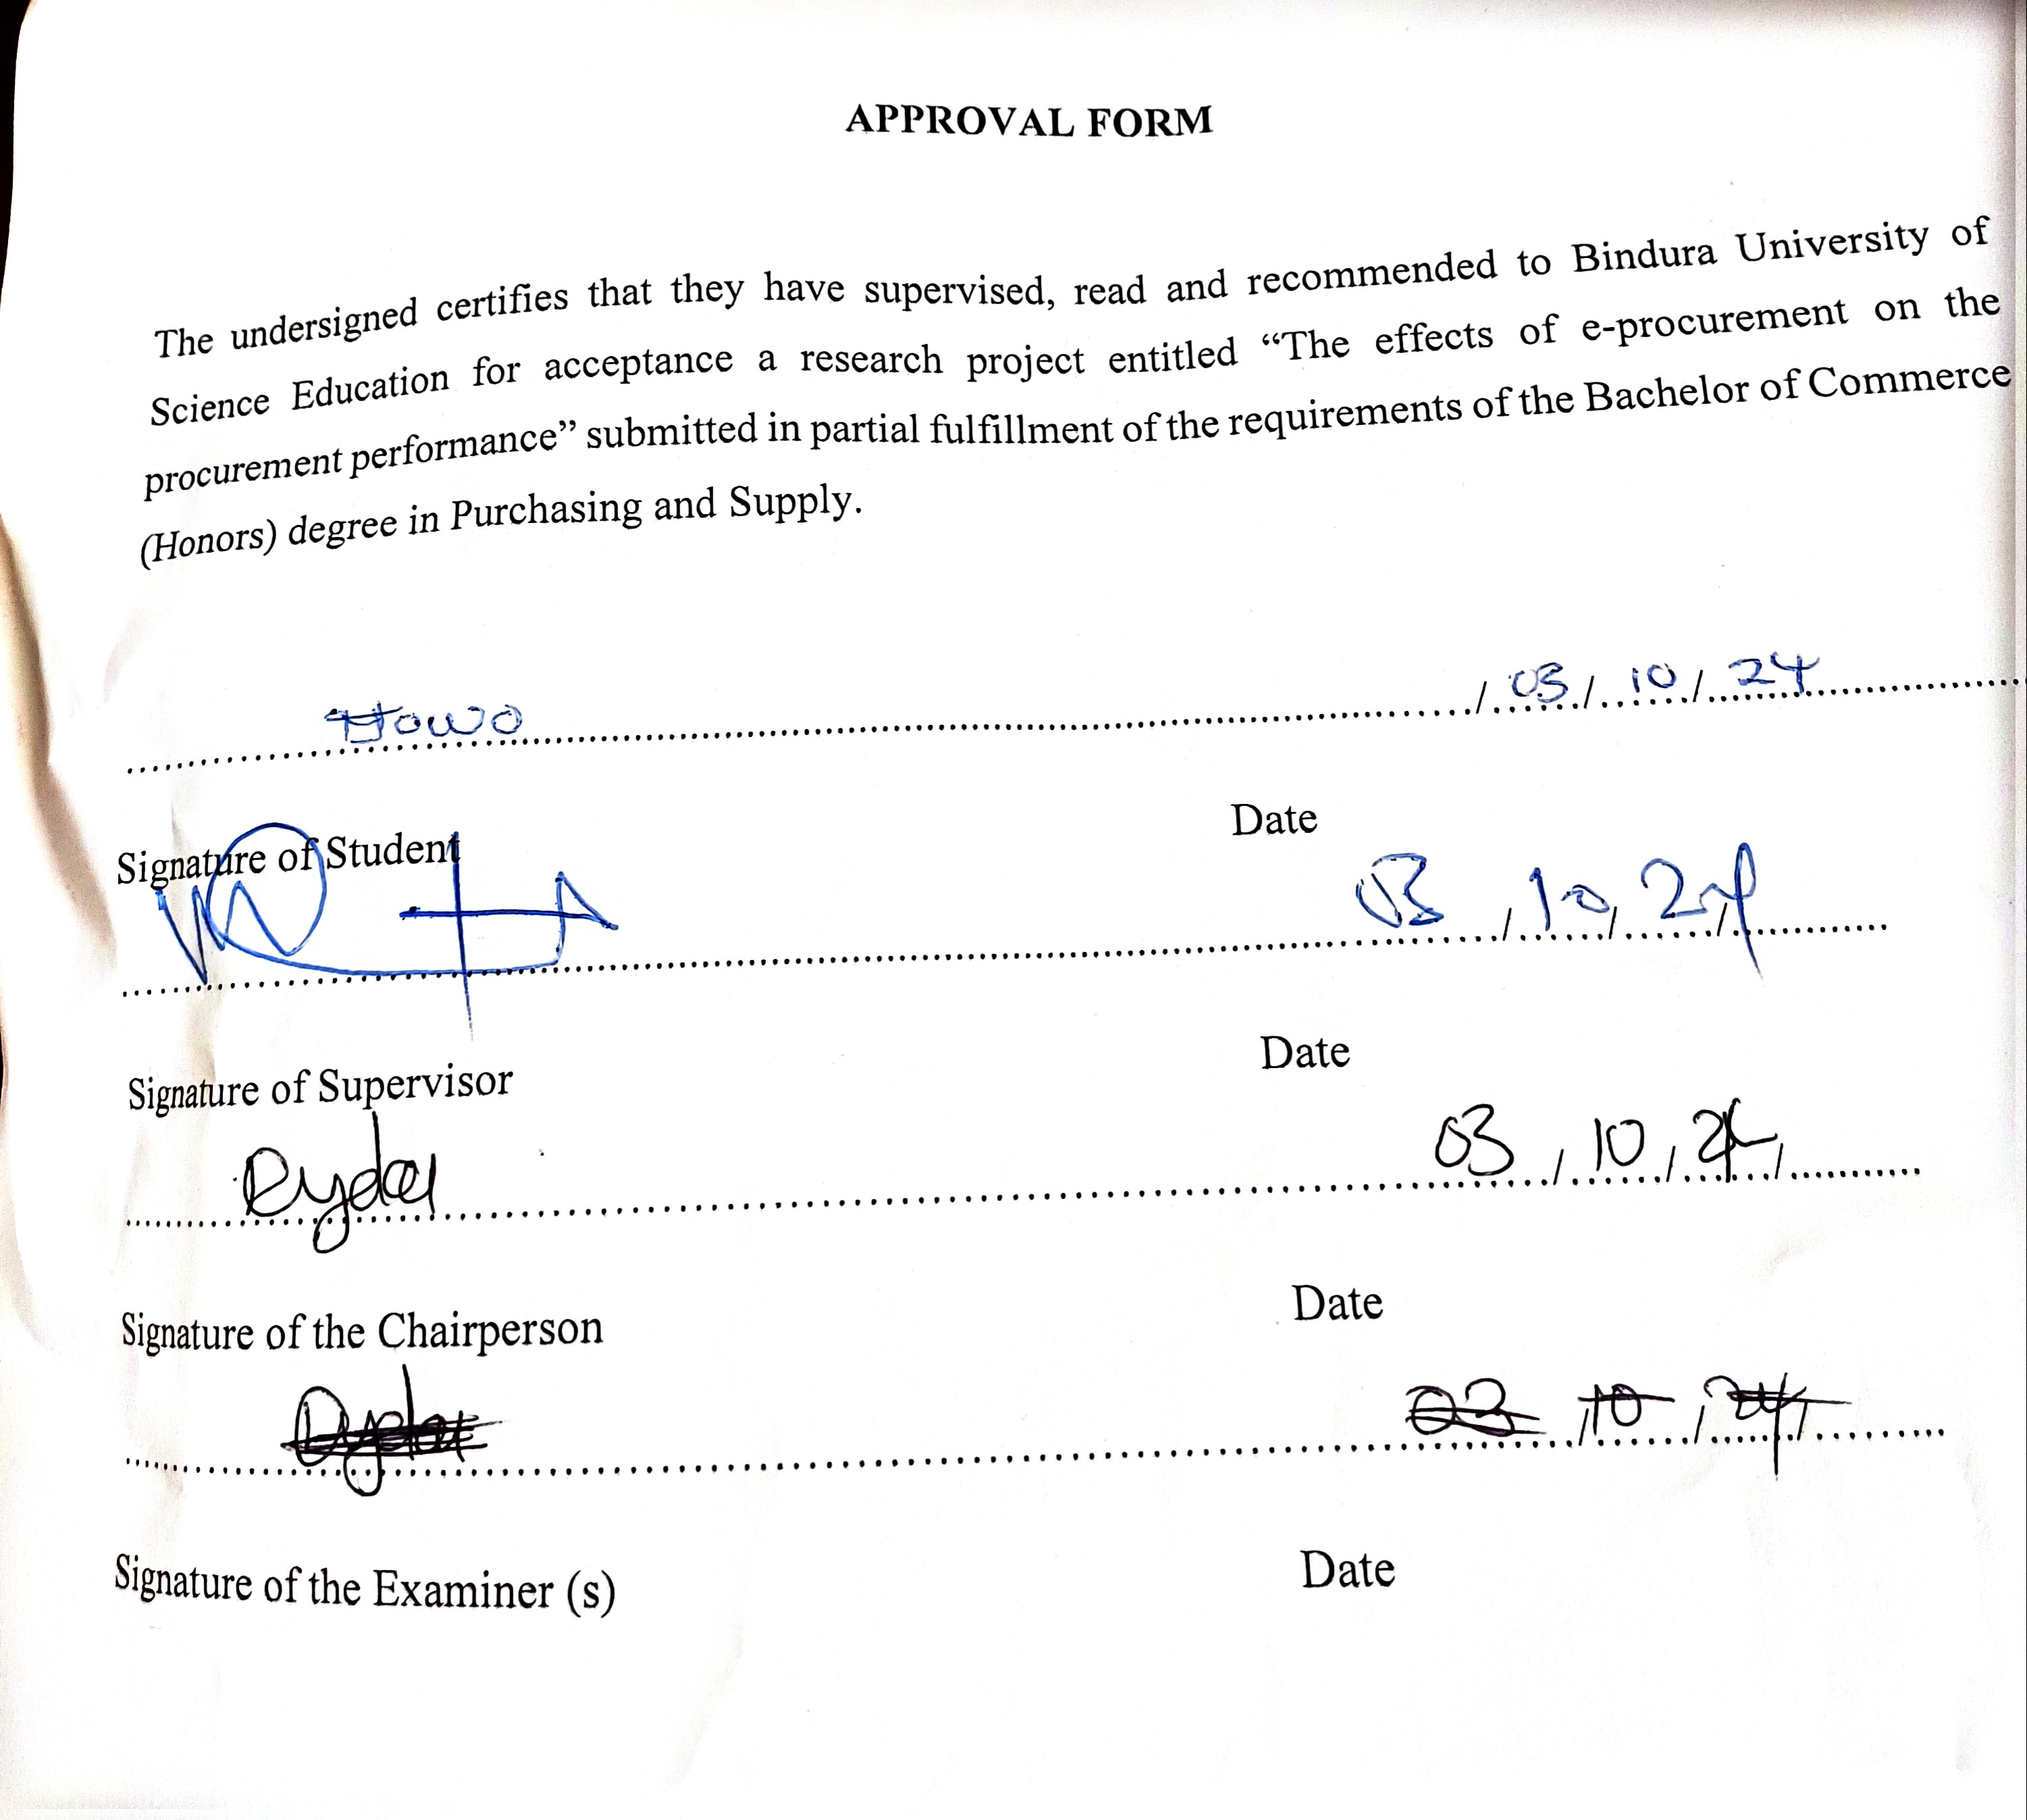 APPROVAL FORM
The undersigned certifies that they have supervised, read and recommended to Bindura University of
Science Education for acceptance a research project entitled “The effects of e-procurement on the
procurement performance” submitted in partial fulfillment of the requirements of the Bachelor of Commerce
(Honors) degree in Purchasing and Supply.
Howo / 03 / 10 / 24
Signature of Student Date
03 / 10 / 24
Signature of Supervisor Date
03 / 10 / 24 /
Signature of the Chairperson Date
03 / 10 / 24 /
Signature of the Examiner (s) Date